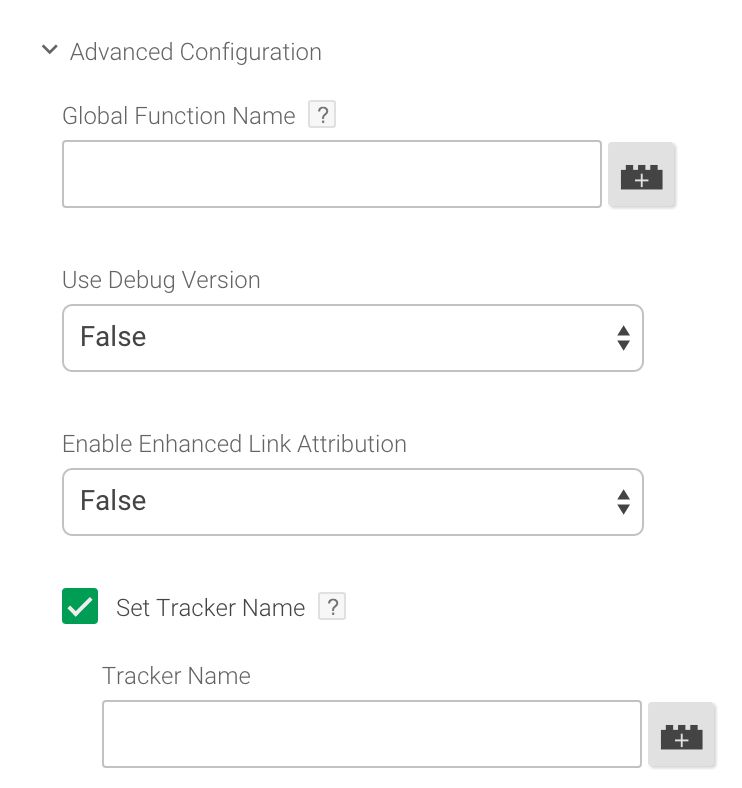 Advanced Configuration
Global Function Name ?
Use Debug Version
False
Enable Enhanced Link Attribution
False
Set Tracker Name ?
Tracker Name